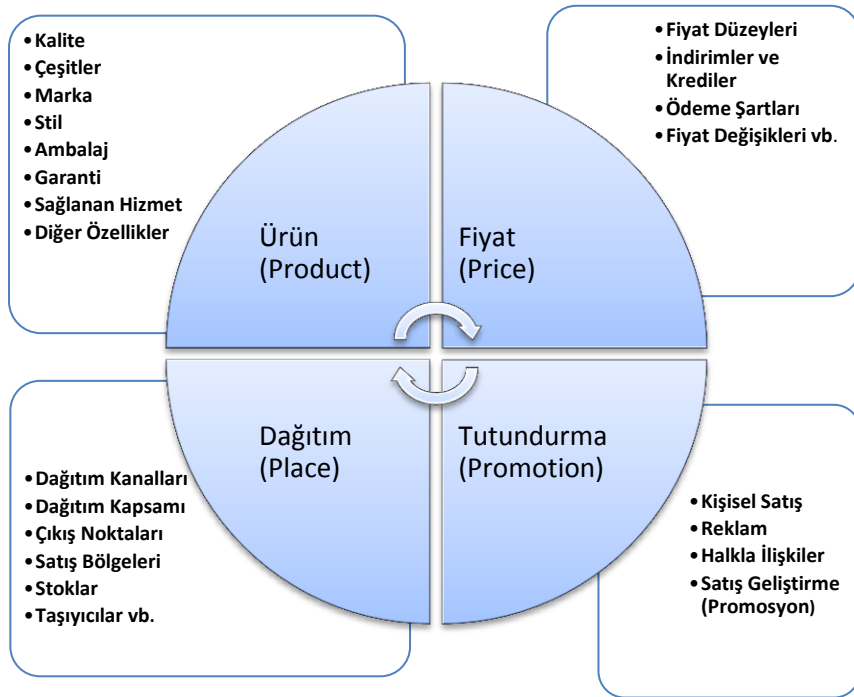 • Kalite
• Çeşitler
• Marka
• Stil
• Ambalaj
• Garanti
• Sağlanan Hizmet
• Diğer Özellikler
Ürün
(Product)
• Fiyat Düzeyleri
• İndirimler ve
Krediler
• Ödeme Şartları
• Fiyat Değişikleri vb.
Fiyat
(Price)
• Dağıtım Kanalları
• Dağıtım Kapsamı
• Çıkış Noktaları
• Satış Bölgeleri
• Stoklar
• Taşıyıcılar vb.
Dağıtım
(Place)
Tutundurma
(Promotion)
• Kişisel Satış
• Reklam
• Halkla İlişkiler
• Satış Geliştirme
(Promosyon)